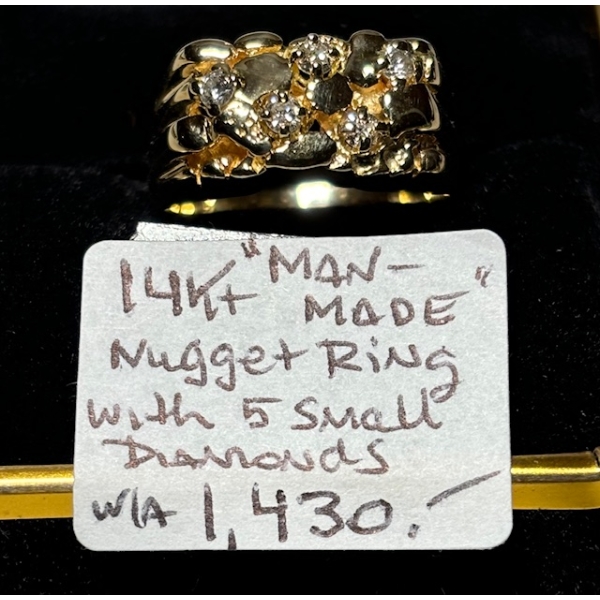 14Kt "MAN-
MADE"
Nugget Ring
with 5 Small
Diamonds
W/A 1,430.-